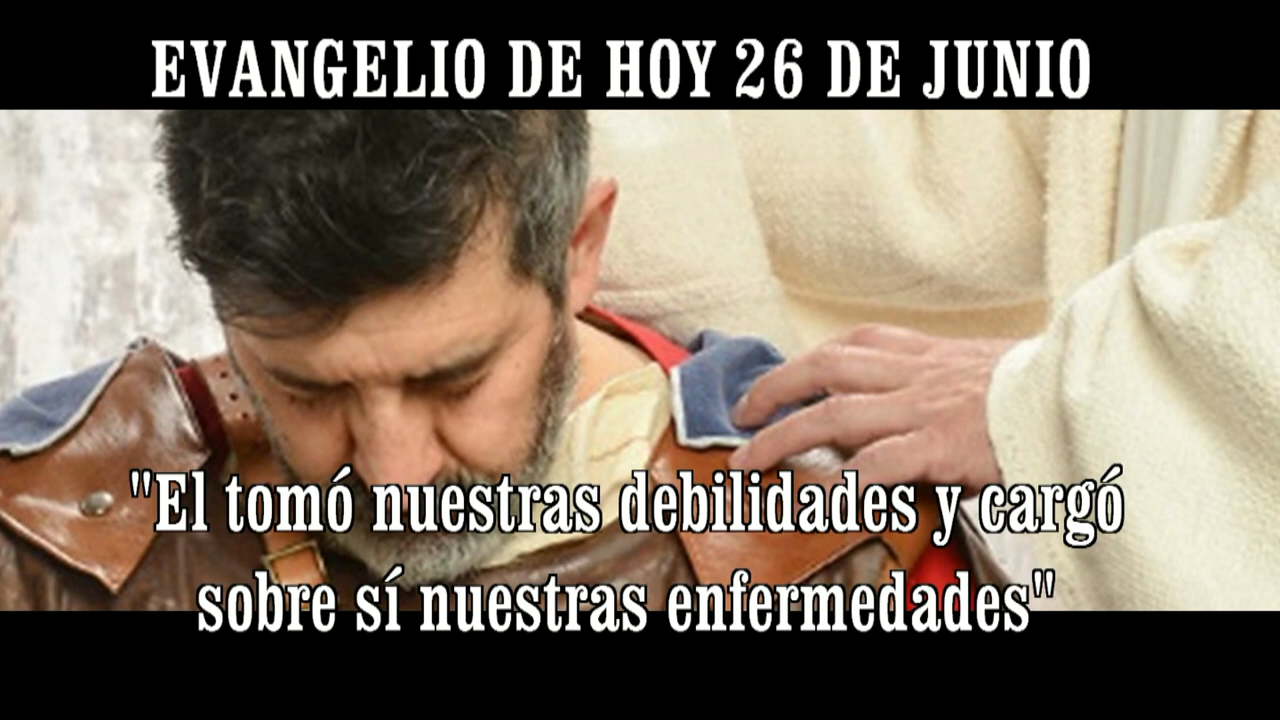 EVANGELIO DE HOY 26 DE JUNIO
"El tomó nuestras debilidades y cargó
sobre sí nuestras enfermedades"